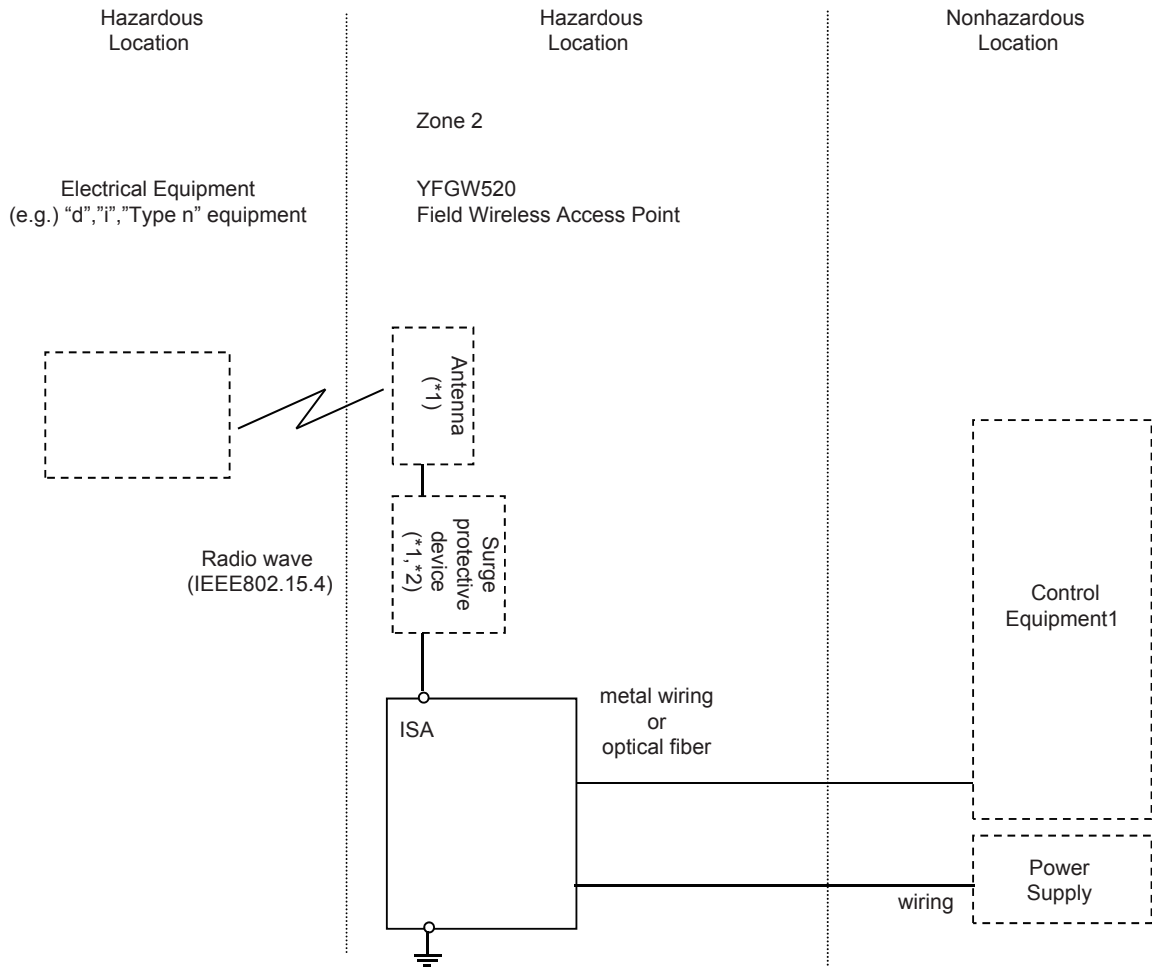 Hazardous
Location
Hazardous
Location
Nonhazardous
Location
Zone 2
Electrical Equipment
(e.g.) “d”,”i”,”Type n” equipment
YFGW520
Field Wireless Access Point
Antenna
(*1)
Surge
protective
device
(*1,*2)
Radio wave
(IEEE802.15.4)
Control
Equipment1
ISA
metal wiring
or
optical fiber
Power
Supply
wiring